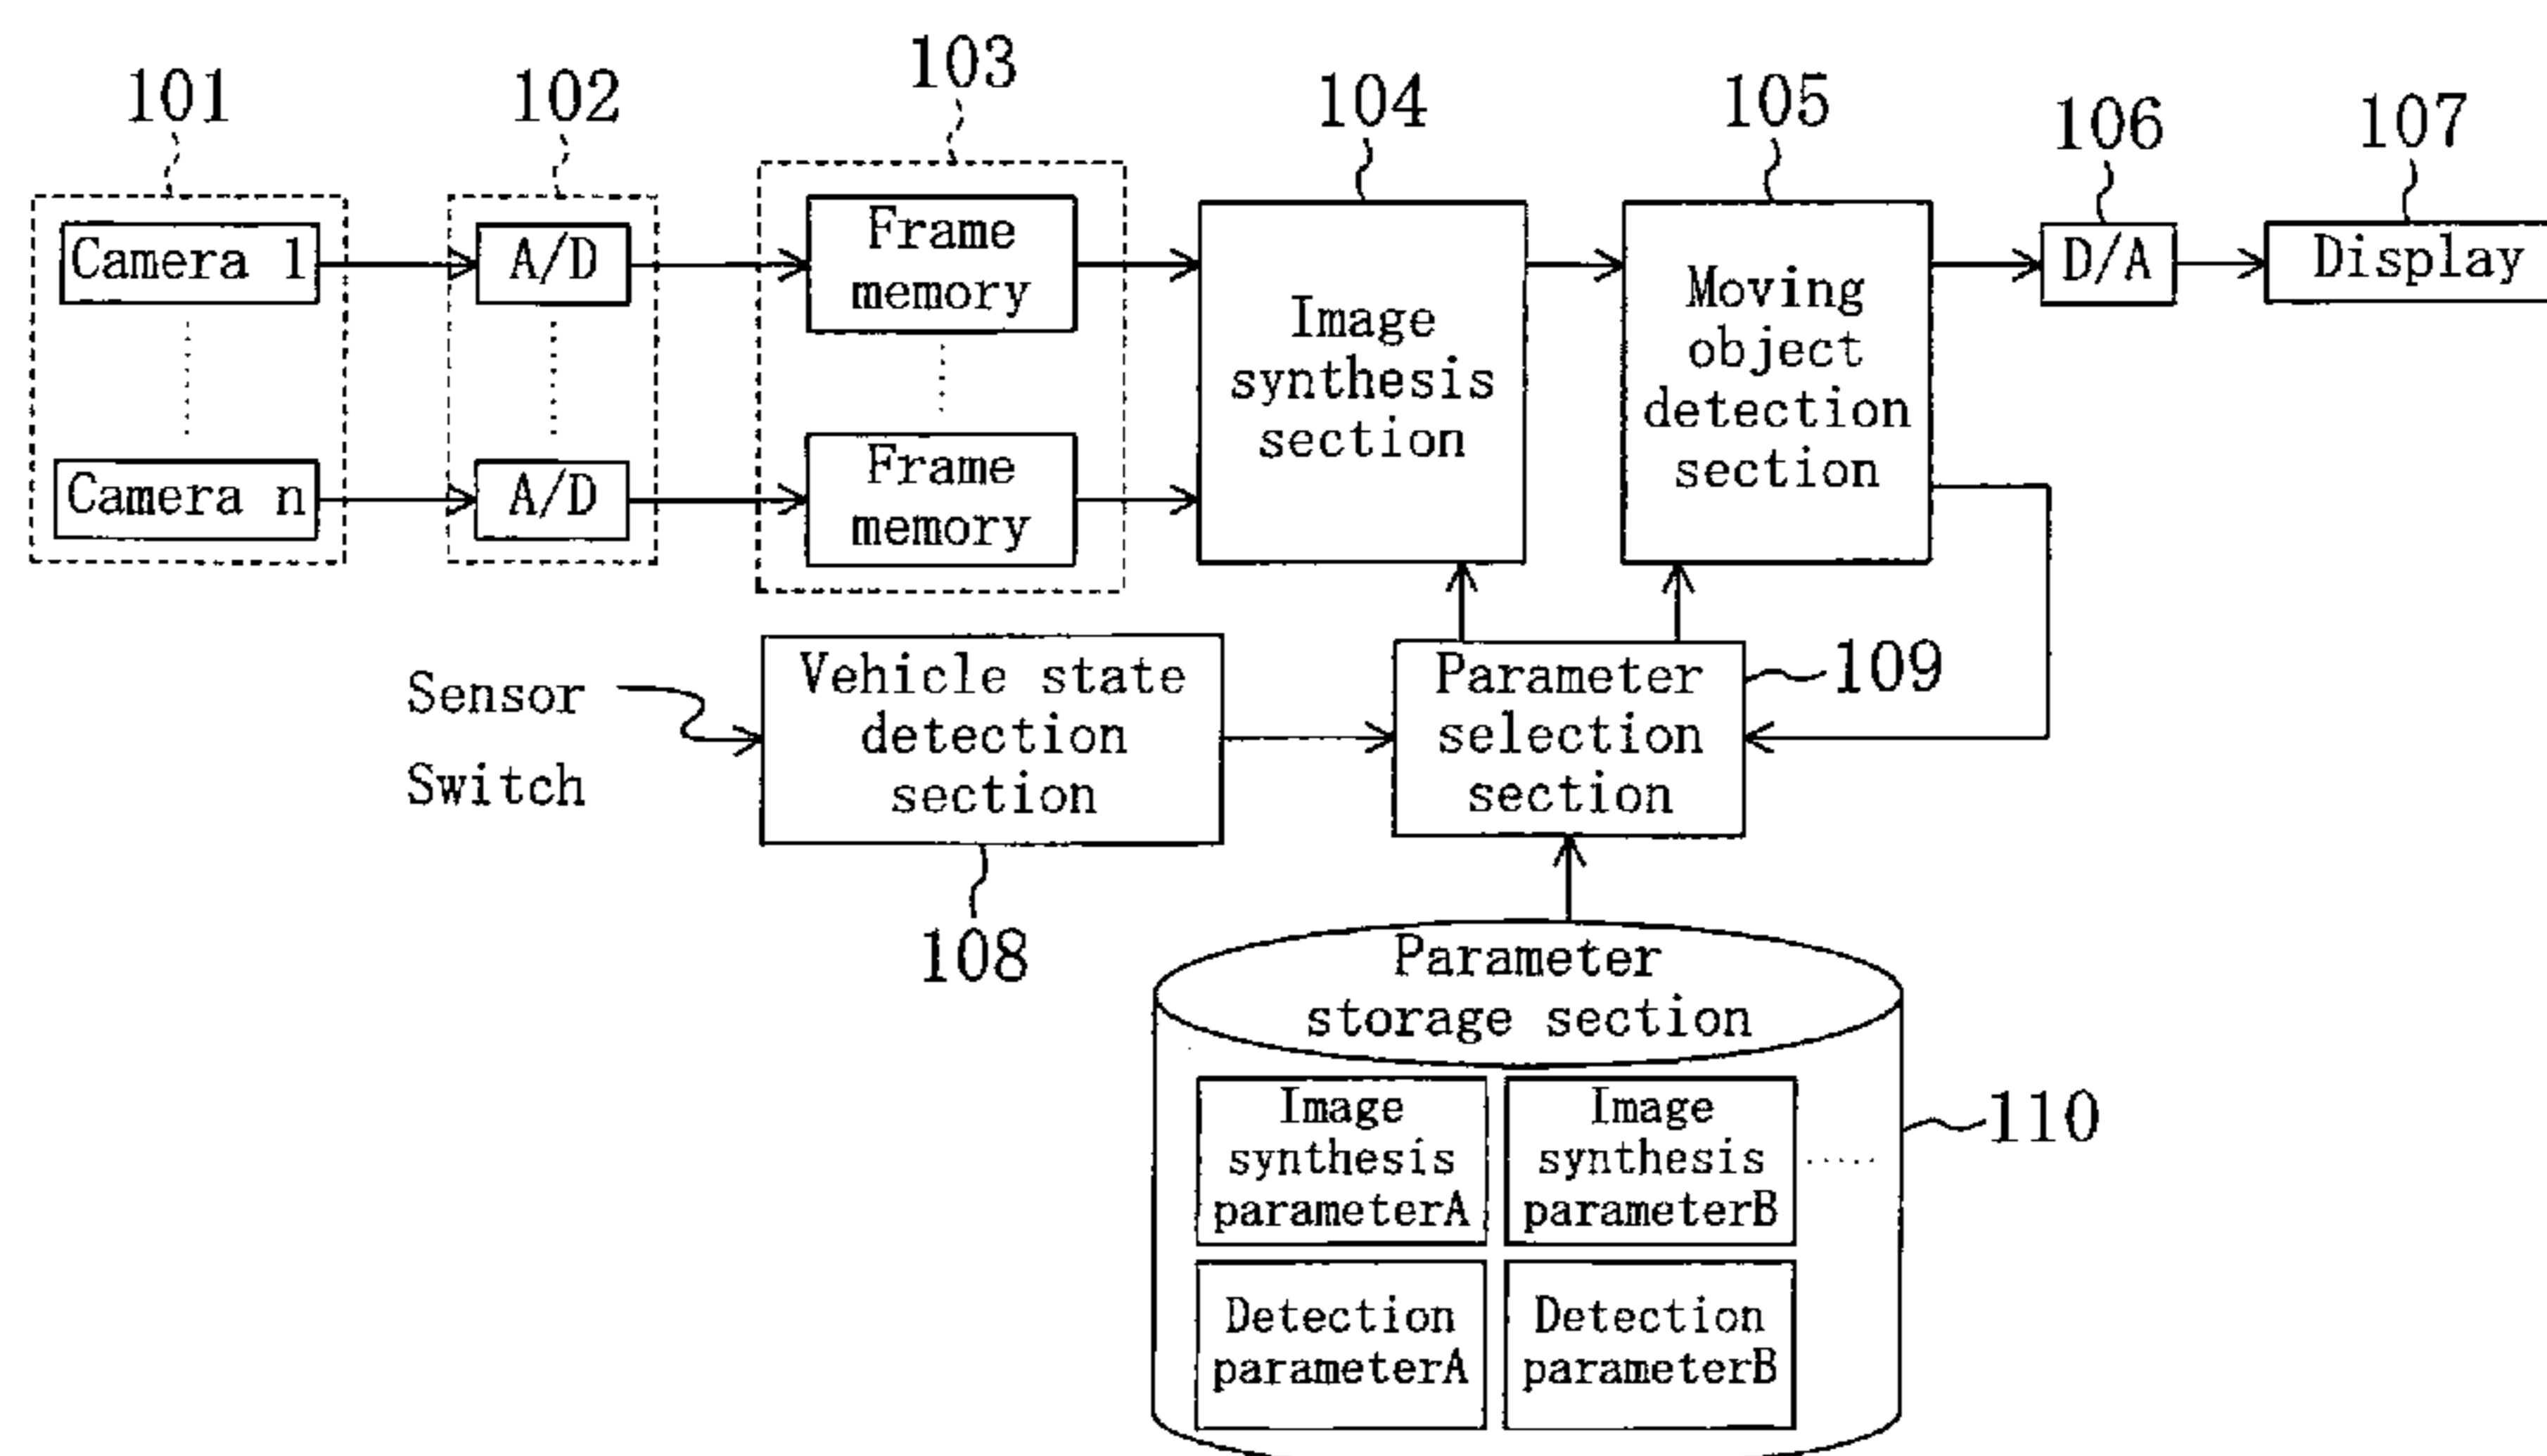 101
102
103
104
105
106
107
Camera 1
A/D
Frame
memory
Image
synthesis
section
Moving
object
detection
section
D/A
Display
Camera n
A/D
Frame
memory
Sensor
Switch
Vehicle state
detection
section
108
Parameter
selection
section
109
Parameter
storage section
110
Image
synthesis
parameterA
Image
synthesis
parameterB
Detection
parameterA
Detection
parameterB